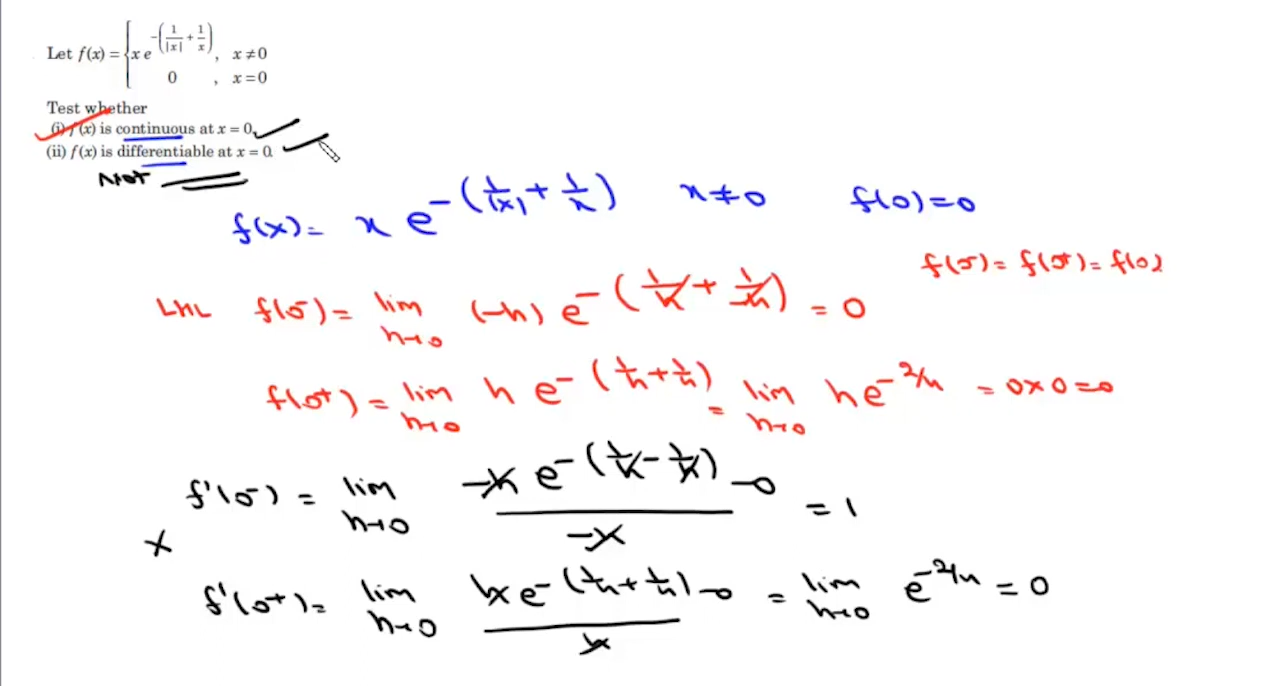 Let f(x) = { x e^{-(1/|x| + 1/x)} , x ≠ 0
0 , x = 0
Test whether
(i) f(x) is continuous at x = 0.
(ii) f(x) is differentiable at x = 0.
Not
f(x) = x e^{-(1/|x| + 1/x)} x ≠ 0 f(0) = 0
f(0⁻) = f(0⁺) = f(0)
LHL f(0⁻) = lim h→0 (-h) e^{-(1/h + 1/-h)} = 0
f(0⁺) = lim h→0 h e^{-(1/h + 1/h)} = lim h→0 h e^{-2/h} = 0 × 0 = 0
f'(0⁻) = lim h→0 (-h e^{-(1/h - 1/h)} - 0) / -h = 1
×
f'(0⁺) = lim h→0 (h e^{-(1/h + 1/h)} - 0) / h = lim h→0 e^{-2/h} = 0